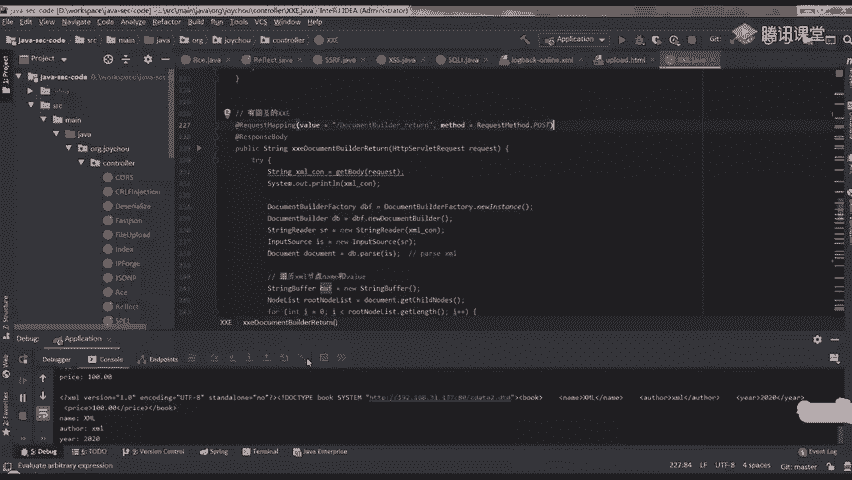 java-sec-code [D:\workspace\java-sec-code] - ...\src\main\java\org\joychou\controller\XXE.java - IntelliJ IDEA (Administrator)
File Edit View Navigate Code Analyze Refactor Build Run Tools VCS Window Help
java-sec-code src main java org joychou controller XXE Application Git:
腾讯课堂
Project
Rce.java Reflect.java SSRF.java XSS.java SQLI.java logback-online.xml upload.html XXE.java
java-sec-code
src
main
java
org.joychou
controller
CORS
CRLFInjection
Deserialize
Fastjson
FileUpload
Index
IPForge
JSONP
Rce
Reflect
SPEL
}
// 有回显的XXE
227
@RequestMapping(value = "/DocumentBuilder_return", method = RequestMethod.POST)
@ResponseBody
public String xxeDocumentBuilderReturn(HttpServletRequest request) {
try {
String xml_con = getBody(request);
System.out.println(xml_con);
DocumentBuilderFactory dbf = DocumentBuilderFactory.newInstance();
DocumentBuilder db = dbf.newDocumentBuilder();
StringReader sr = new StringReader(xml_con);
InputSource is = new InputSource(sr);
Document document = db.parse(is); // parse xml
// 遍历xml节点name和value
StringBuffer buf = new StringBuffer();
NodeList rootNodeList = document.getChildNodes();
for (int i = 0; i < rootNodeList.getLength(); i++) {
XXE xxeDocumentBuilderReturn()
Debug: Application
Debugger Console Endpoints
price: 100.00
<?xml version="1.0" encoding="UTF-8" standalone="no"?><!DOCTYPE book SYSTEM <book> <name>XML</name> <author>xml</author> <year>2020</year>
<price>100.00</price></book>
name: XML
author: xml
year: 2020
5: Debug 6: TODO 9: Version Control Spring Terminal Java Enterprise Event Log
Evaluate arbitrary expression 227:84 LF UTF-8 4 spaces Git: master